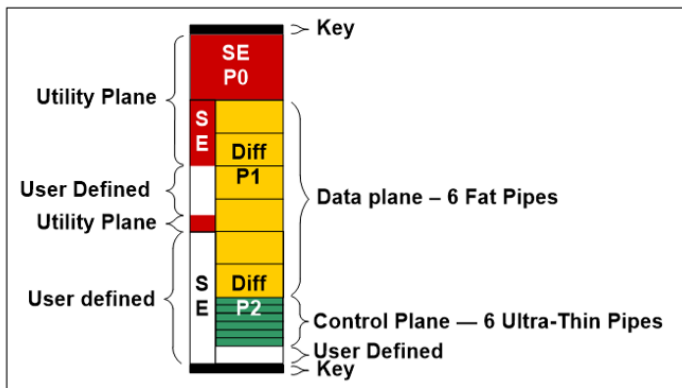 Key
SE
P0
Utility Plane
S
E
Diff
P1
User Defined
Data plane – 6 Fat Pipes
Utility Plane
S
E
Diff
User defined
P2
Control Plane — 6 Ultra-Thin Pipes
User Defined
Key